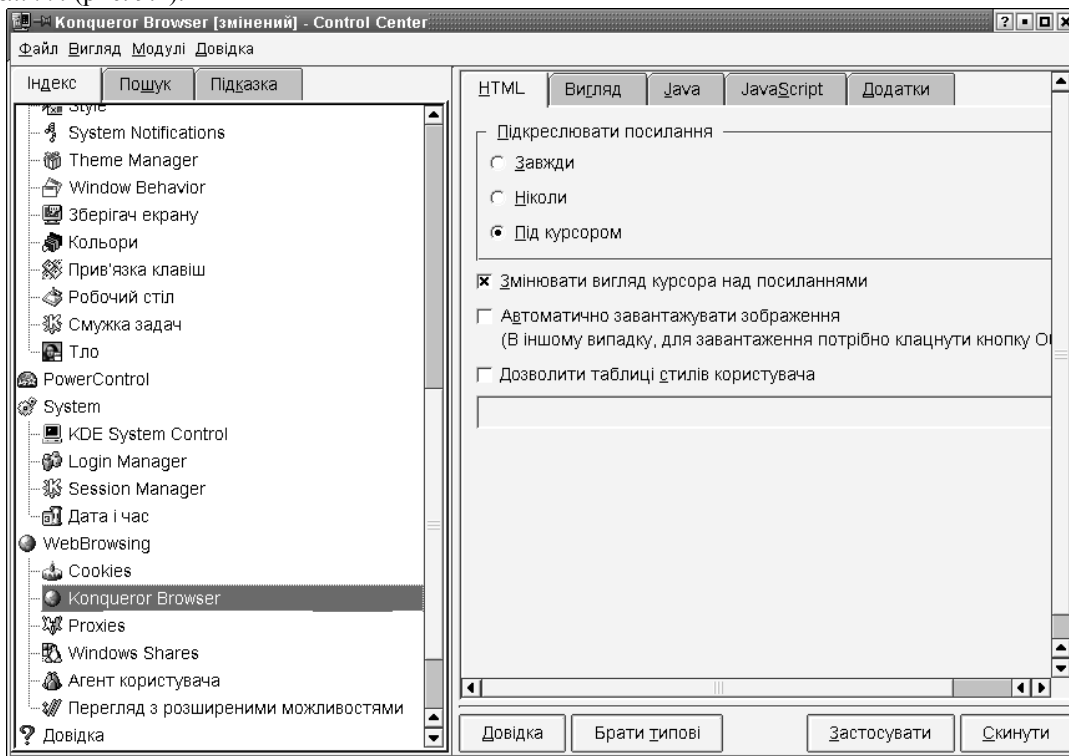 Konqueror Browser [змінений] - Control Center
Файл Вигляд Модулі Довідка
Індекс Пошук Підказка
Style
System Notifications
Theme Manager
Window Behavior
Зберігач екрану
Кольори
Прив'язка клавіш
Робочий стіл
Смужка задач
Тло
PowerControl
System
KDE System Control
Login Manager
Session Manager
Дата і час
WebBrowsing
Cookies
Konqueror Browser
Proxies
Windows Shares
Агент користувача
Перегляд з розширеними можливостями
Довідка
HTML Вигляд Java JavaScript Додатки
Підкреслювати посилання
Завжди
Ніколи
Під курсором
Змінювати вигляд курсора над посиланнями
Автоматично завантажувати зображення
(В іншому випадку, для завантаження потрібно клацнути кнопку
Дозволити таблиці стилів користувача
Довідка Брати типові Застосувати Скинути